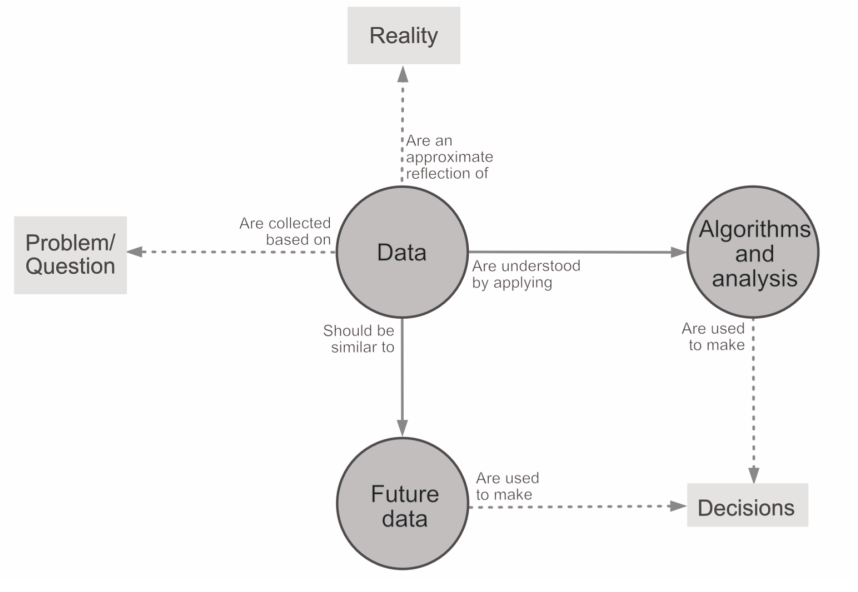 Reality
Are an
approximate
reflection of
Are collected
based on
Problem/
Question
Data
Are understood
by applying
Algorithms
and
analysis
Should be
similar to
Are used
to make
Future
data
Are used
to make
Decisions